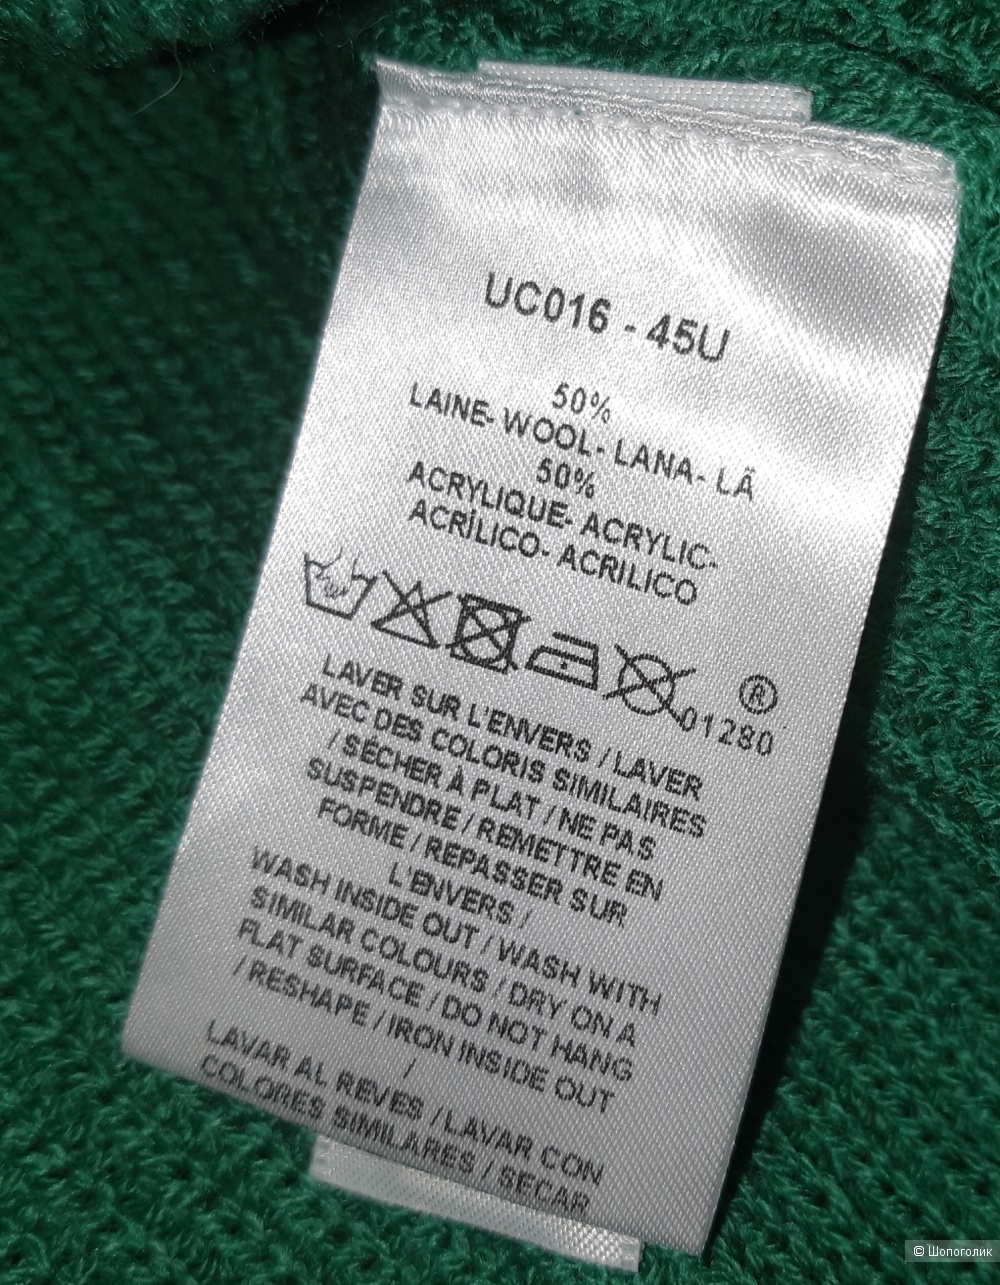 UC016 - 45U
50%
LAINE- WOOL- LANA- LÃ
50%
ACRYLIQUE- ACRYLIC-
ACRÍLICO- ACRILICO
®
01280
LAVER SUR L'ENVERS / LAVER
AVEC DES COLORIS SIMILAIRES
/ SÉCHER À PLAT / NE PAS
SUSPENDRE / REMETTRE EN
FORME / REPASSER SUR
L'ENVERS /
WASH INSIDE OUT / WASH WITH
SIMILAR COLOURS / DRY ON A
FLAT SURFACE / DO NOT HANG
/ RESHAPE / IRON INSIDE OUT
/
LAVAR AL REVES / LAVAR CON
COLORES SIMILARES / SECAR
© Шопоголик